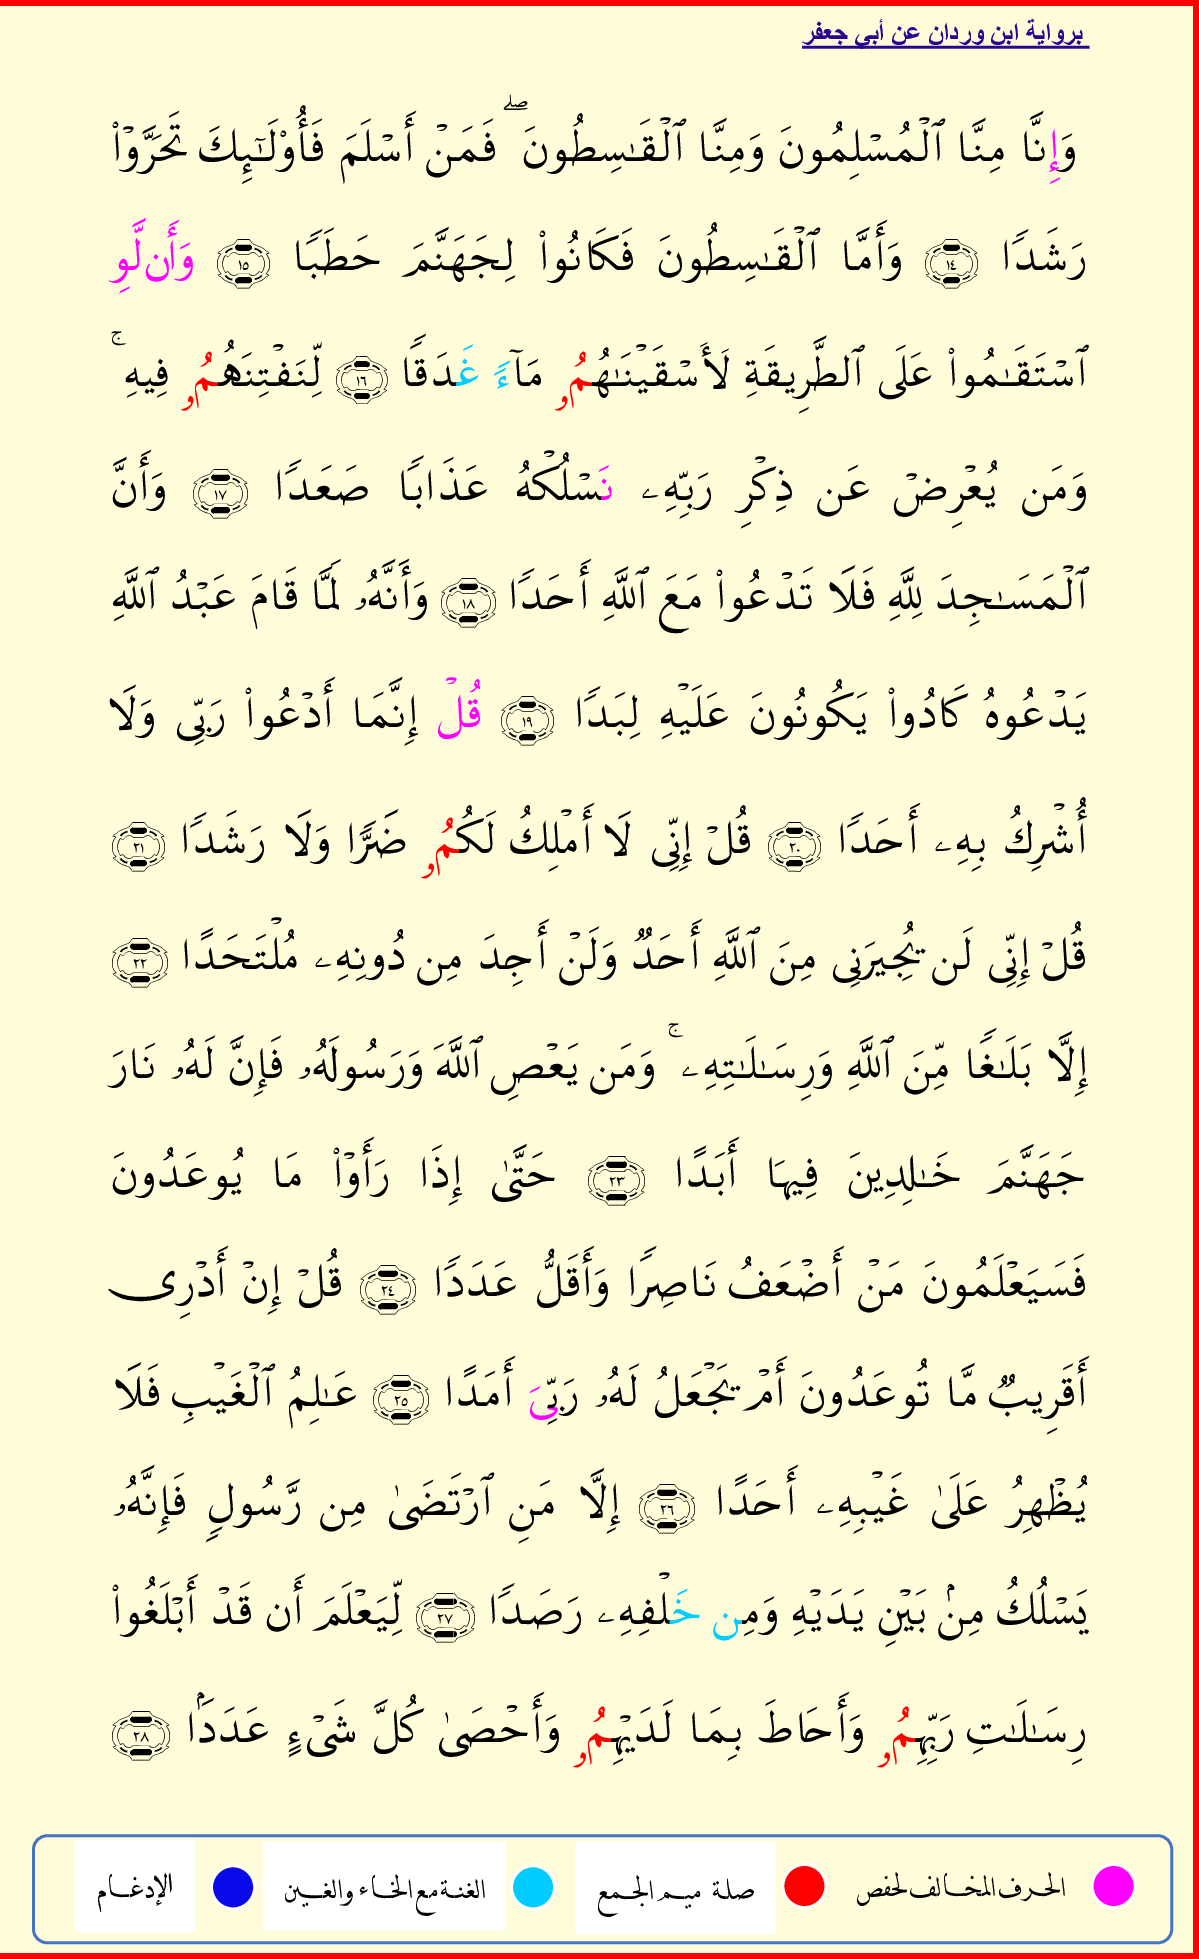 برواية ابن وردان عن أبي جعفر
وَإِنَّا مِنَّا ٱلْمُسْلِمُونَ وَمِنَّا ٱلْقَـٰسِطُونَ ۖ فَمَنْ أَسْلَمَ فَأُو۟لَـٰٓئِكَ تَحَرَّوْا۟
رَشَدًا ١٤ وَأَمَّا ٱلْقَـٰسِطُونَ فَكَانُوا۟ لِجَهَنَّمَ حَطَبًا ١٥ وَأَن لَّوِ
ٱسْتَقَـٰمُوا۟ عَلَى ٱلطَّرِيقَةِ لَأَسْقَيْنَـٰهُمُۥ مَآءً غَدَقًا ١٦ لِّنَفْتِنَهُمُۥ فِيهِ ۚ
وَمَن يُعْرِضْ عَن ذِكْرِ رَبِّهِۦ نَسْلُكْهُ عَذَابًا صَعَدًا ١٧ وَأَنَّ
ٱلْمَسَـٰجِدَ لِلَّهِ فَلَا تَدْعُوا۟ مَعَ ٱللَّهِ أَحَدًا ١٨ وَأَنَّهُۥ لَمَّا قَامَ عَبْدُ ٱللَّهِ
يَدْعُوهُ كَادُوا۟ يَكُونُونَ عَلَيْهِ لِبَدًا ١٩ قُلْ إِنَّمَا أَدْعُوا۟ رَبِّى وَلَا
أُشْرِكُ بِهِۦ أَحَدًا ٢٠ قُلْ إِنِّى لَا أَمْلِكُ لَكُمُۥ ضَرًّا وَلَا رَشَدًا ٢١
قُلْ إِنِّى لَن يُجِيرَنِى مِنَ ٱللَّهِ أَحَدٌ وَلَنْ أَجِدَ مِن دُونِهِۦ مُلْتَحَدًا ٢٢
إِلَّا بَلَـٰغًا مِّنَ ٱللَّهِ وَرِسَـٰلَـٰتِهِۦ ۚ وَمَن يَعْصِ ٱللَّهَ وَرَسُولَهُۥ فَإِنَّ لَهُۥ نَارَ
جَهَنَّمَ خَـٰلِدِينَ فِيهَا أَبَدًا ٢٣ حَتَّىٰ إِذَا رَأَوْا۟ مَا يُوعَدُونَ
فَسَيَعْلَمُونَ مَنْ أَضْعَفُ نَاصِرًا وَأَقَلُّ عَدَدًا ٢٤ قُلْ إِنْ أَدْرِى
أَقَرِيبٌ مَّا تُوعَدُونَ أَمْ يَجْعَلُ لَهُۥ رَبِّىَ أَمَدًا ٢٥ عَـٰلِمُ ٱلْغَيْبِ فَلَا
يُظْهِرُ عَلَىٰ غَيْبِهِۦ أَحَدًا ٢٦ إِلَّا مَنِ ٱرْتَضَىٰ مِن رَّسُولٍ فَإِنَّهُۥ
يَسْلُكُ مِنۢ بَيْنِ يَدَيْهِ وَمِن خَلْفِهِۦ رَصَدًا ٢٧ لِّيَعْلَمَ أَن قَدْ أَبْلَغُوا۟
رِسَـٰلَـٰتِ رَبِّهِمُۥ وَأَحَاطَ بِمَا لَدَيْهِمُۥ وَأَحْصَىٰ كُلَّ شَىْءٍ عَدَدًۢا ٢٨
الحرف المخالف لحفص صلة ميم الجمع الغنة مع الخاء والغين الإدغام